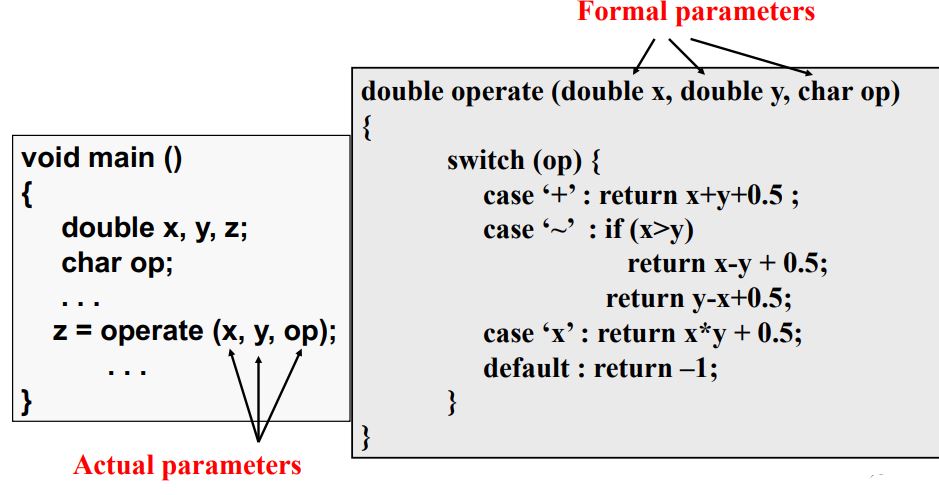 Formal parameters
double operate (double x, double y, char op)
{
switch (op) {
case ‘+’ : return x+y+0.5 ;
case ‘~’ : if (x>y)
return x-y + 0.5;
return y-x+0.5;
case ‘x’ : return x*y + 0.5;
default : return –1;
}
}
void main ()
{
double x, y, z;
char op;
. . .
z = operate (x, y, op);
. . .
}
Actual parameters